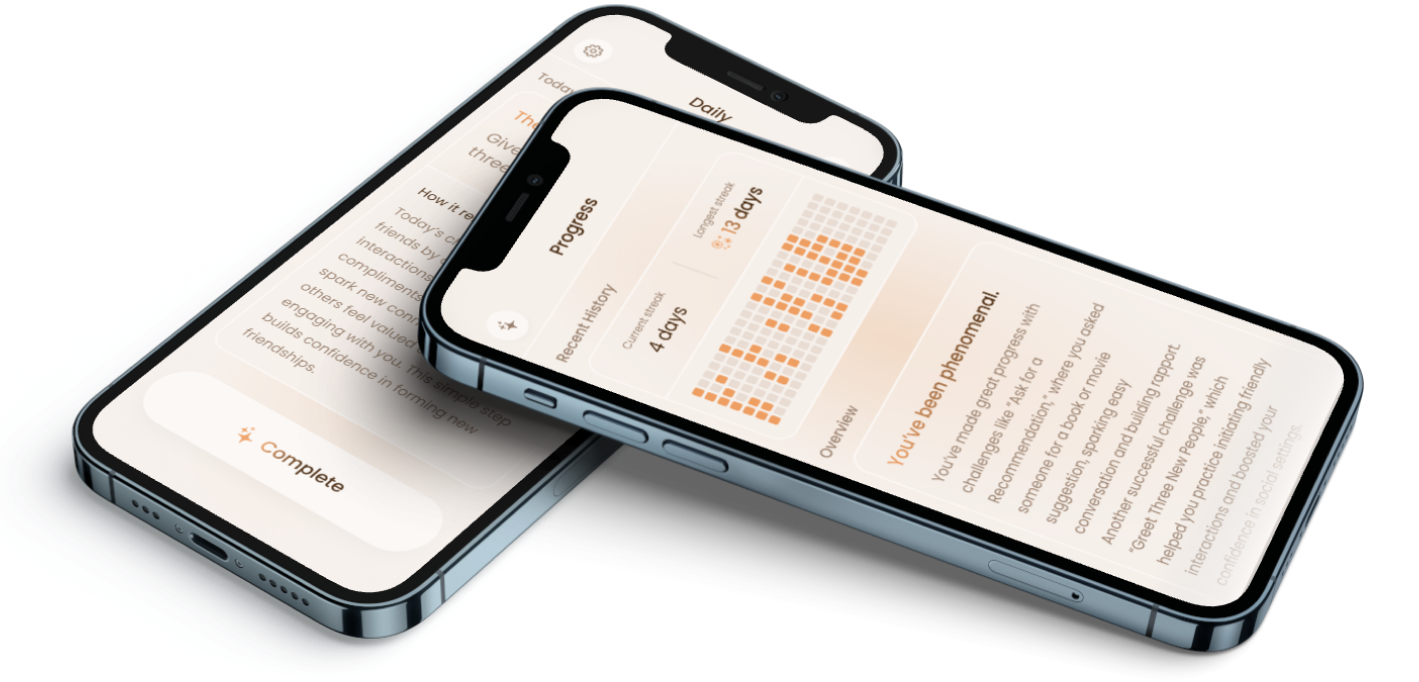 Daily
Today
The
Give
three
How it re
Today's c
friends by
interactions
compliments
spark new conn
others feel valued
engaging with you. This simple step
builds confidence in forming new
friendships.
Complete
Progress
Recent History
Current streak
4 days
Longest streak
13 days
Overview
You've been phenomenal.
You've made great progress with
challenges like "Ask for a
Recommendation," where you asked
someone for a book or movie
suggestion, sparking easy
conversation and building rapport.
Another successful challenge was
"Greet Three New People," which
helped you practice initiating friendly
interactions and boosted your
confidence in social settings.